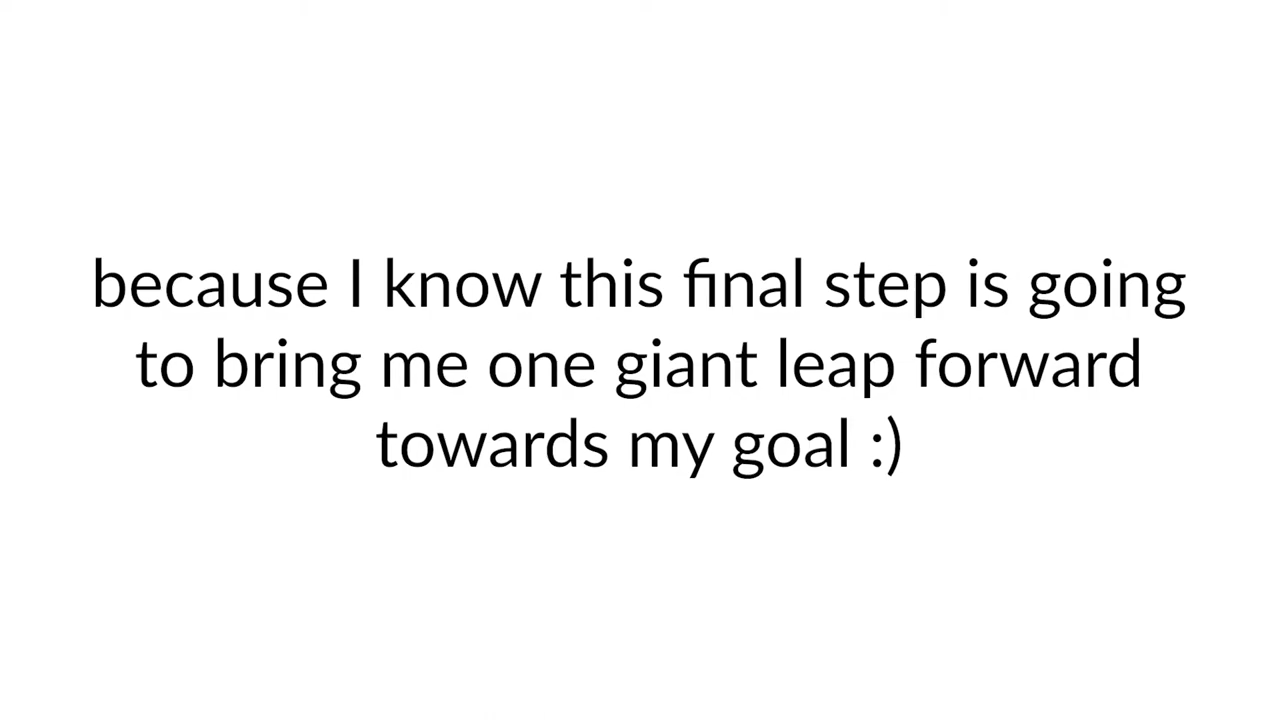 because I know this final step is going
to bring me one giant leap forward
towards my goal :)